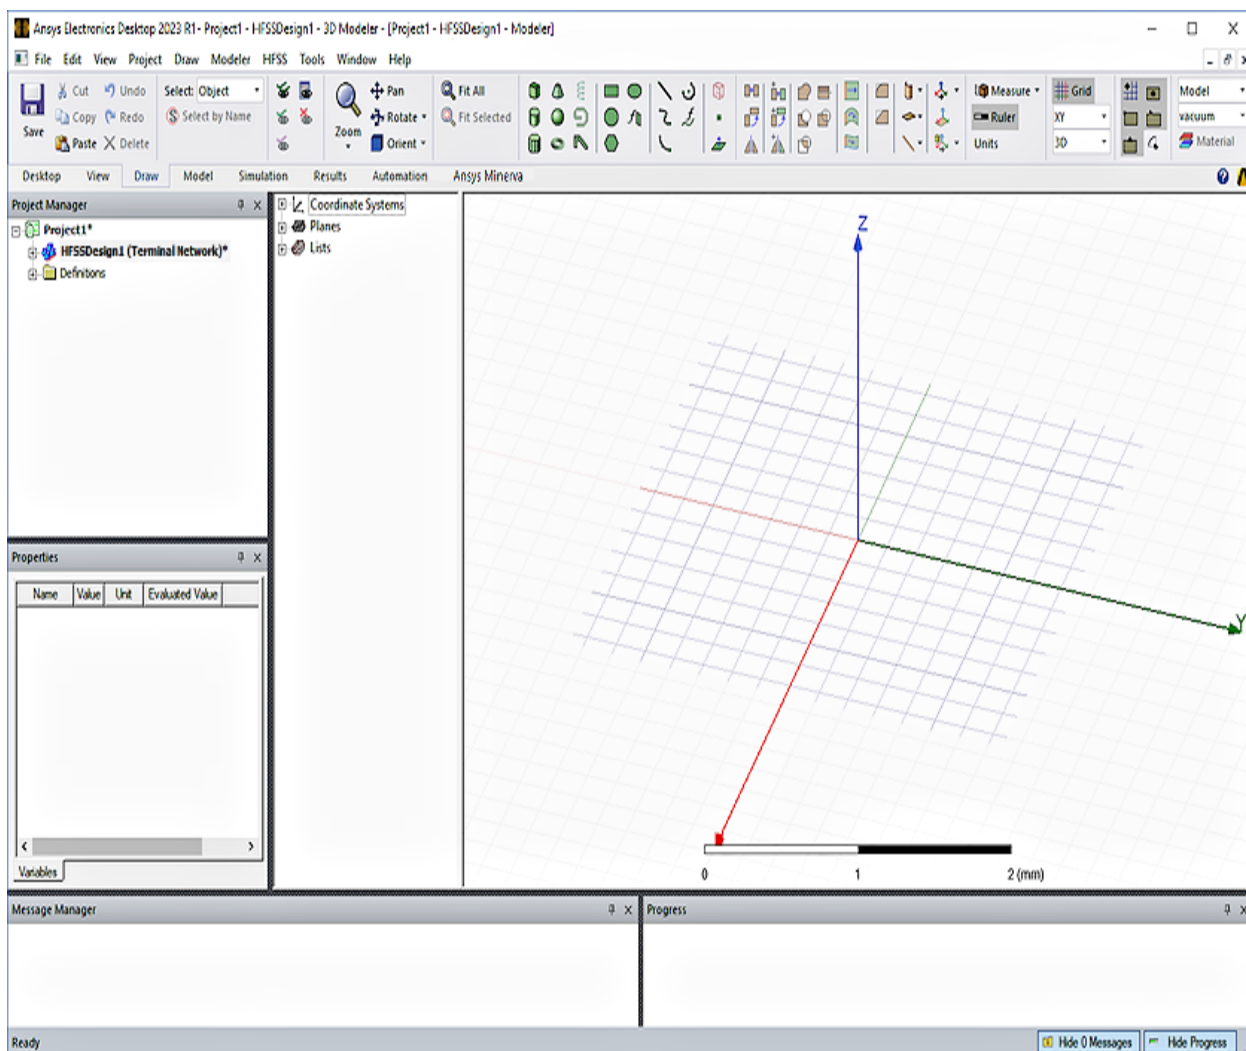 Ansys Electronics Desktop 2023 R1 - Project1 - HFSSDesign1 - 3D Modeler - [Project1 - HFSSDesign1 - Modeler]
File Edit View Project Draw Modeler HFSS Tools Window Help
Save
Cut Undo
Copy Redo
Paste Delete
Select: Object
Select by Name
Zoom
Pan
Rotate
Orient
Fit All
Fit Selected
Measure
Ruler
Units
Grid
XY
3D
Model
vacuum
Material
Desktop View Draw Model Simulation Results Automation Ansys Minerva
Project Manager
Project1*
HFSSDesign1 (Terminal Network)*
Definitions
Coordinate Systems
Planes
Lists
Z
Y
0 1 2 (mm)
Properties
Name Value Unit Evaluated Value
Variables
Message Manager
Progress
Ready
Hide 0 Messages Hide Progress